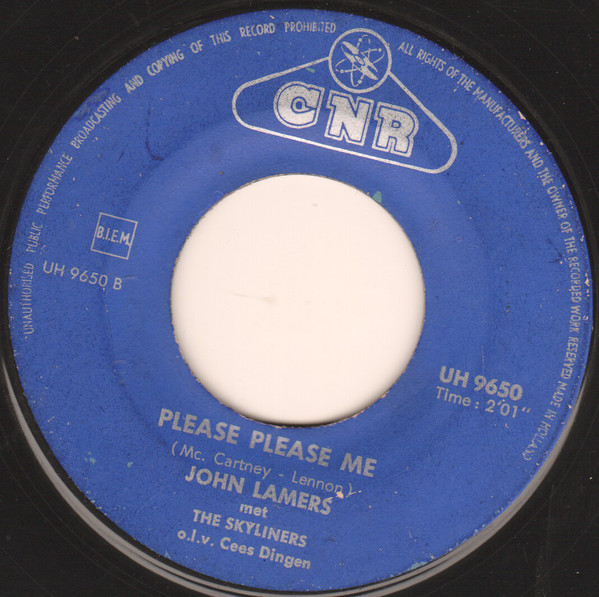 UNAUTHORISED PUBLIC PERFORMANCE BROADCASTING AND COPYING OF THIS RECORD PROHIBITED
ALL RIGHTS OF THE MANUFACTURERS AND THE OWNER OF THE RECORDED WORK RESERVED MADE IN HOLLAND
CNR
B.I.E.M.
UH 9650 B
UH 9650
Time : 2'01"
PLEASE PLEASE ME
( Mc. Cartney - Lennon )
JOHN LAMERS
met
THE SKYLINERS
o.l.v. Cees Dingen